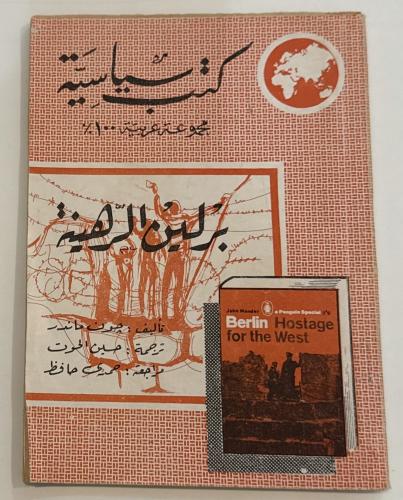 كتب سياسية
مجموعة عربية ١٠٠٪
برلين الرهينة
تأليف : جون ماندر
ترجمة : حسين الحوت
مراجعة : حمدي حافظ
John Mander a Penguin Special
Berlin Hostage
for the West